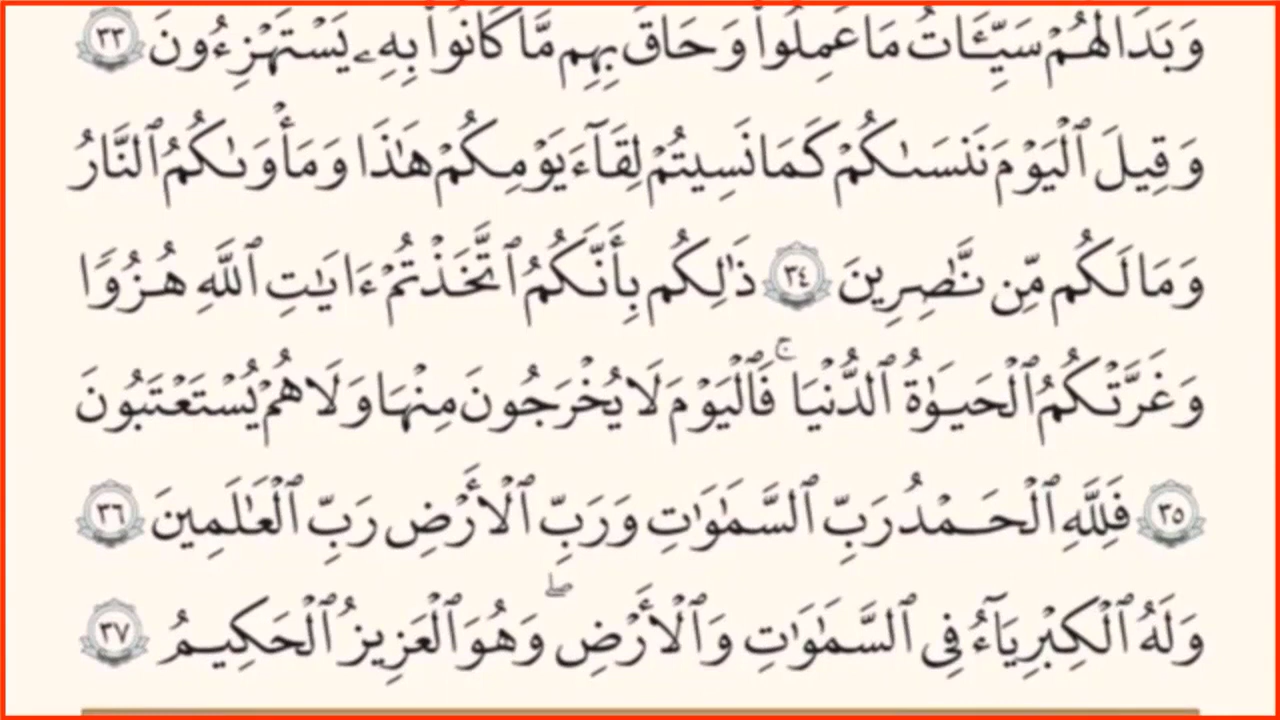 وَبَدَا لَهُمْ سَيِّـَٔاتُ مَا عَمِلُوا۟ وَحَاقَ بِهِم مَّا كَانُوا۟ بِهِۦ يَسْتَهْزِءُونَ ٣٣
وَقِيلَ ٱلْيَوْمَ نَنسَىٰكُمْ كَمَا نَسِيتُمْ لِقَآءَ يَوْمِكُمْ هَٰذَا وَمَأْوَىٰكُمُ ٱلنَّارُ
وَمَا لَكُم مِّن نَّٰصِرِينَ ٣٤ ذَٰلِكُم بِأَنَّكُمُ ٱتَّخَذْتُمْ ءَايَٰتِ ٱللَّهِ هُزُوًا
وَغَرَّتْكُمُ ٱلْحَيَوٰةُ ٱلدُّنْيَا ۚ فَٱلْيَوْمَ لَا يُخْرَجُونَ مِنْهَا وَلَا هُمْ يُسْتَعْتَبُونَ
٣٥ فَلِلَّهِ ٱلْحَمْدُ رَبِّ ٱلسَّمَٰوَٰتِ وَرَبِّ ٱلْأَرْضِ رَبِّ ٱلْعَٰلَمِينَ ٣٦
وَلَهُ ٱلْكِبْرِيَآءُ فِى ٱلسَّمَٰوَٰتِ وَٱلْأَرْضِ ۖ وَهُوَ ٱلْعَزِيزُ ٱلْحَكِيمُ ٣٧